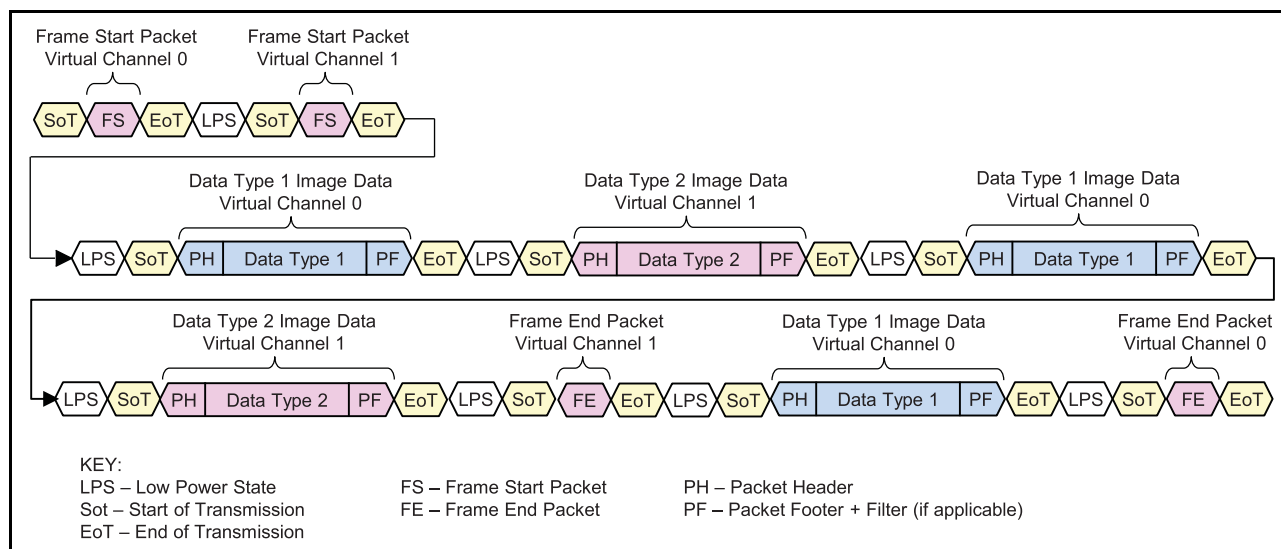 Frame Start Packet Frame Start Packet
Virtual Channel 0 Virtual Channel 1
SoT FS EoT LPS SoT FS EoT
Data Type 1 Image Data Data Type 2 Image Data Data Type 1 Image Data
Virtual Channel 0 Virtual Channel 1 Virtual Channel 0
LPS SoT PH Data Type 1 PF EoT LPS SoT PH Data Type 2 PF EoT LPS SoT PH Data Type 1 PF EoT
Data Type 2 Image Data Frame End Packet Data Type 1 Image Data Frame End Packet
Virtual Channel 1 Virtual Channel 1 Virtual Channel 0 Virtual Channel 0
LPS SoT PH Data Type 2 PF EoT LPS SoT FE EoT LPS SoT PH Data Type 1 PF EoT LPS SoT FE EoT
KEY:
LPS – Low Power State FS – Frame Start Packet PH – Packet Header
Sot – Start of Transmission FE – Frame End Packet PF – Packet Footer + Filter (if applicable)
EoT – End of Transmission